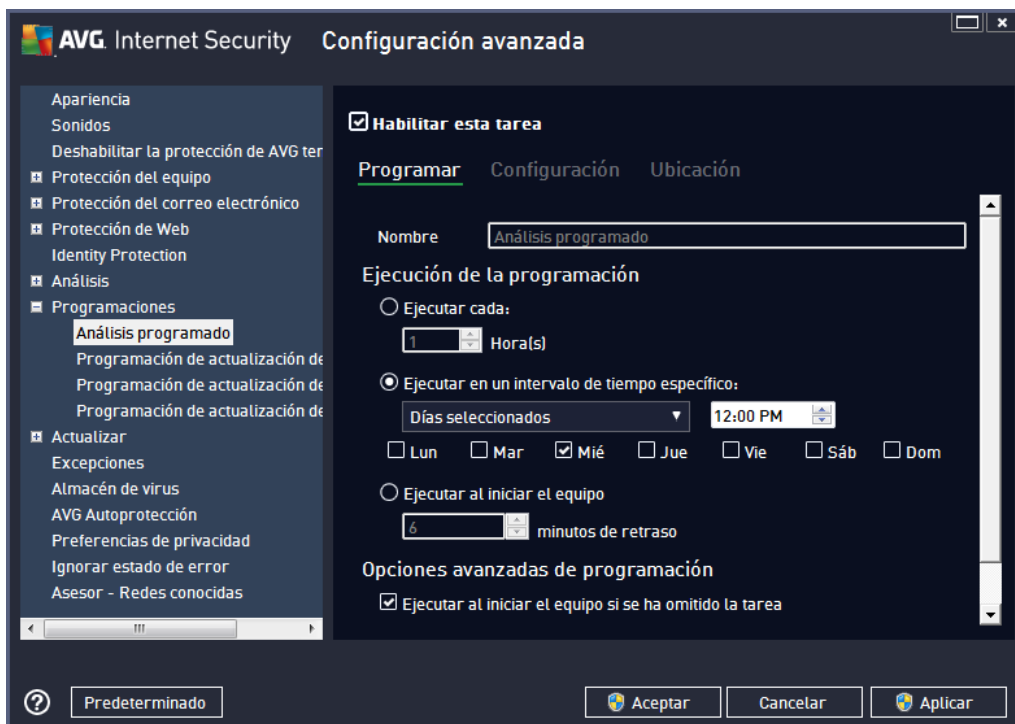 AVG. Internet Security Configuración avanzada
Apariencia
Sonidos
Deshabilitar la protección de AVG ter
Protección del equipo
Protección del correo electrónico
Protección de Web
Identity Protection
Análisis
Programaciones
Análisis programado
Programación de actualización de
Programación de actualización de
Programación de actualización de
Actualizar
Excepciones
Almacén de virus
AVG Autoprotección
Preferencias de privacidad
Ignorar estado de error
Asesor - Redes conocidas
Habilitar esta tarea
Programar Configuración Ubicación
Nombre Análisis programado
Ejecución de la programación
Ejecutar cada:
1 Hora(s)
Ejecutar en un intervalo de tiempo específico:
Días seleccionados 12:00 PM
Lun Mar Mié Jue Vie Sáb Dom
Ejecutar al iniciar el equipo
6 minutos de retraso
Opciones avanzadas de programación
Ejecutar al iniciar el equipo si se ha omitido la tarea
Predeterminado Aceptar Cancelar Aplicar